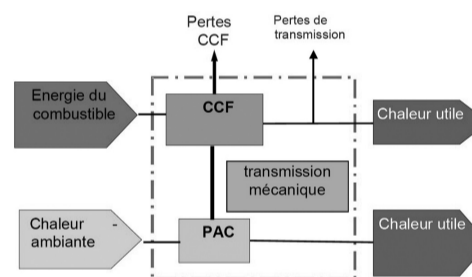 Pertes
CCF
Pertes de
transmission
Energie du
combustible
CCF
Chaleur utile
transmission
mécanique
Chaleur -
ambiante
PAC
Chaleur utile